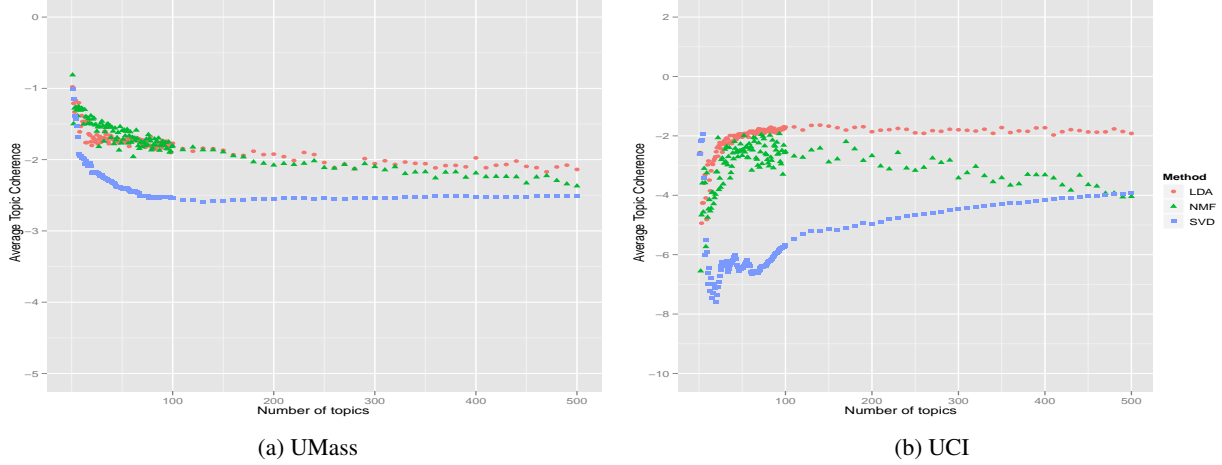 0
−1
−2
−3
−4
−5
Average Topic Coherence
100
200
300
400
500
Number of topics
(a) UMass
2
0
−2
−4
−6
−8
−10
Average Topic Coherence
100
200
300
400
500
Number of topics
(b) UCI
Method
LDA
NMF
SVD